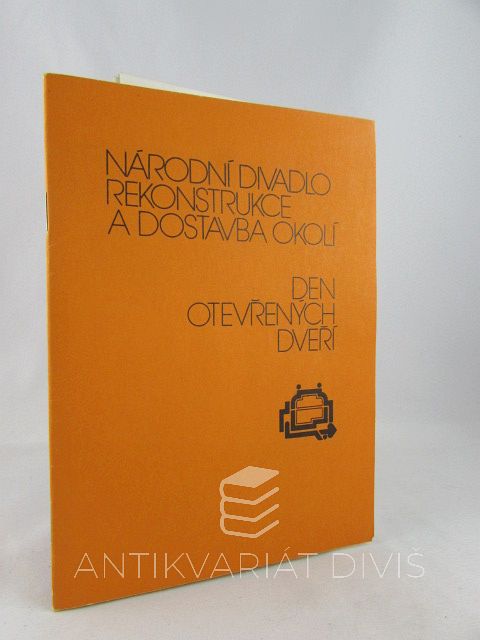 NÁRODNÍ DIVADLO
REKONSTRUKCE
A DOSTAVBA OKOLÍ
DEN
OTEVŘENÝCH
DVEŘÍ
ANTIKVARIÁT DIVIŠ